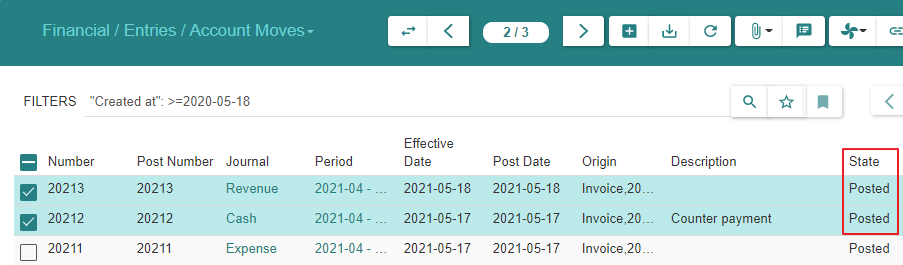 Financial / Entries / Account Moves
2 / 3
FILTERS "Created at": >=2020-05-18
Number Post Number Journal Period Effective Date Post Date Origin Description State
20213 20213 Revenue 2021-04 - ... 2021-05-18 2021-05-18 Invoice,20... Posted
20212 20212 Cash 2021-04 - ... 2021-05-17 2021-05-17 Invoice,20... Counter payment Posted
20211 20211 Expense 2021-04 - ... 2021-05-17 2021-05-17 Invoice,20... Posted